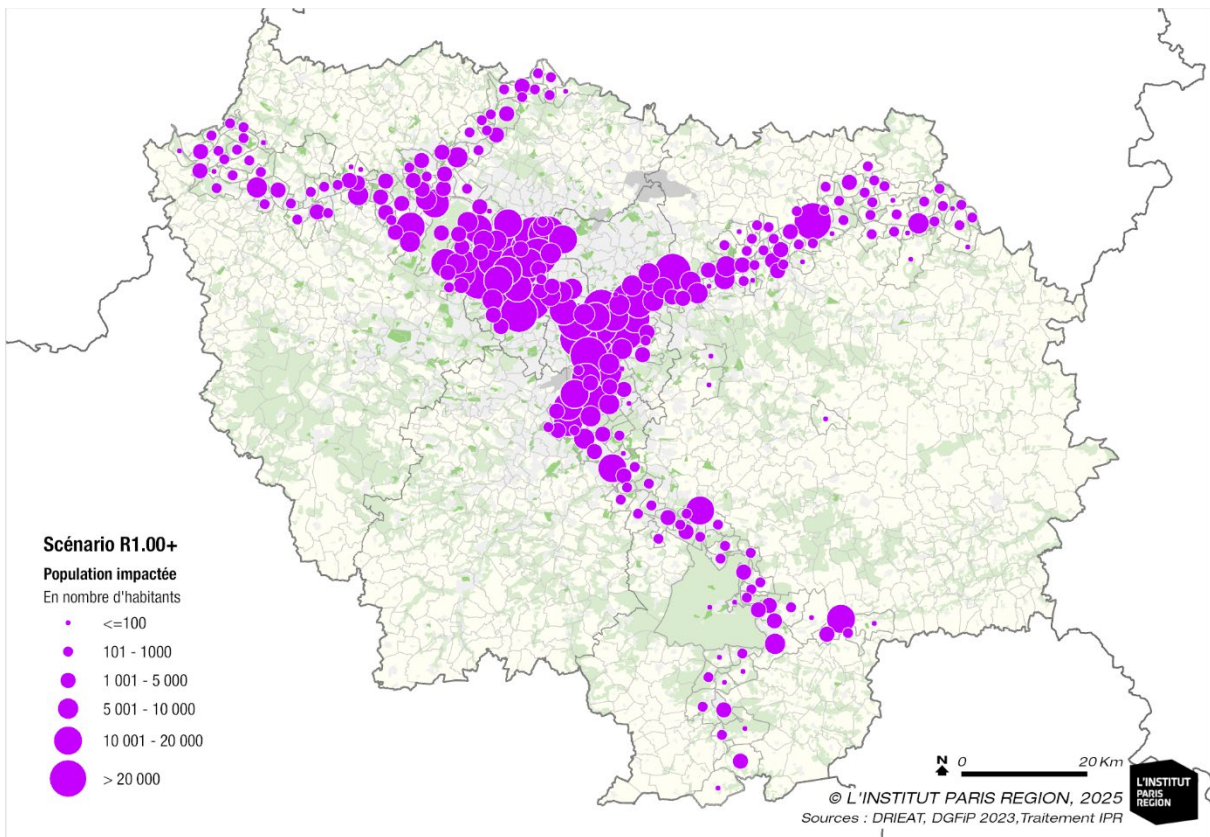 Scénario R1.00+
Population impactée
En nombre d'habitants
<=100
101 - 1000
1 001 - 5 000
5 001 - 10 000
10 001 - 20 000
> 20 000
N 0 20 Km
© L'INSTITUT PARIS REGION, 2025
Sources : DRIEAT, DGFiP 2023,Traitement IPR
L'INSTITUT
PARIS
REGION